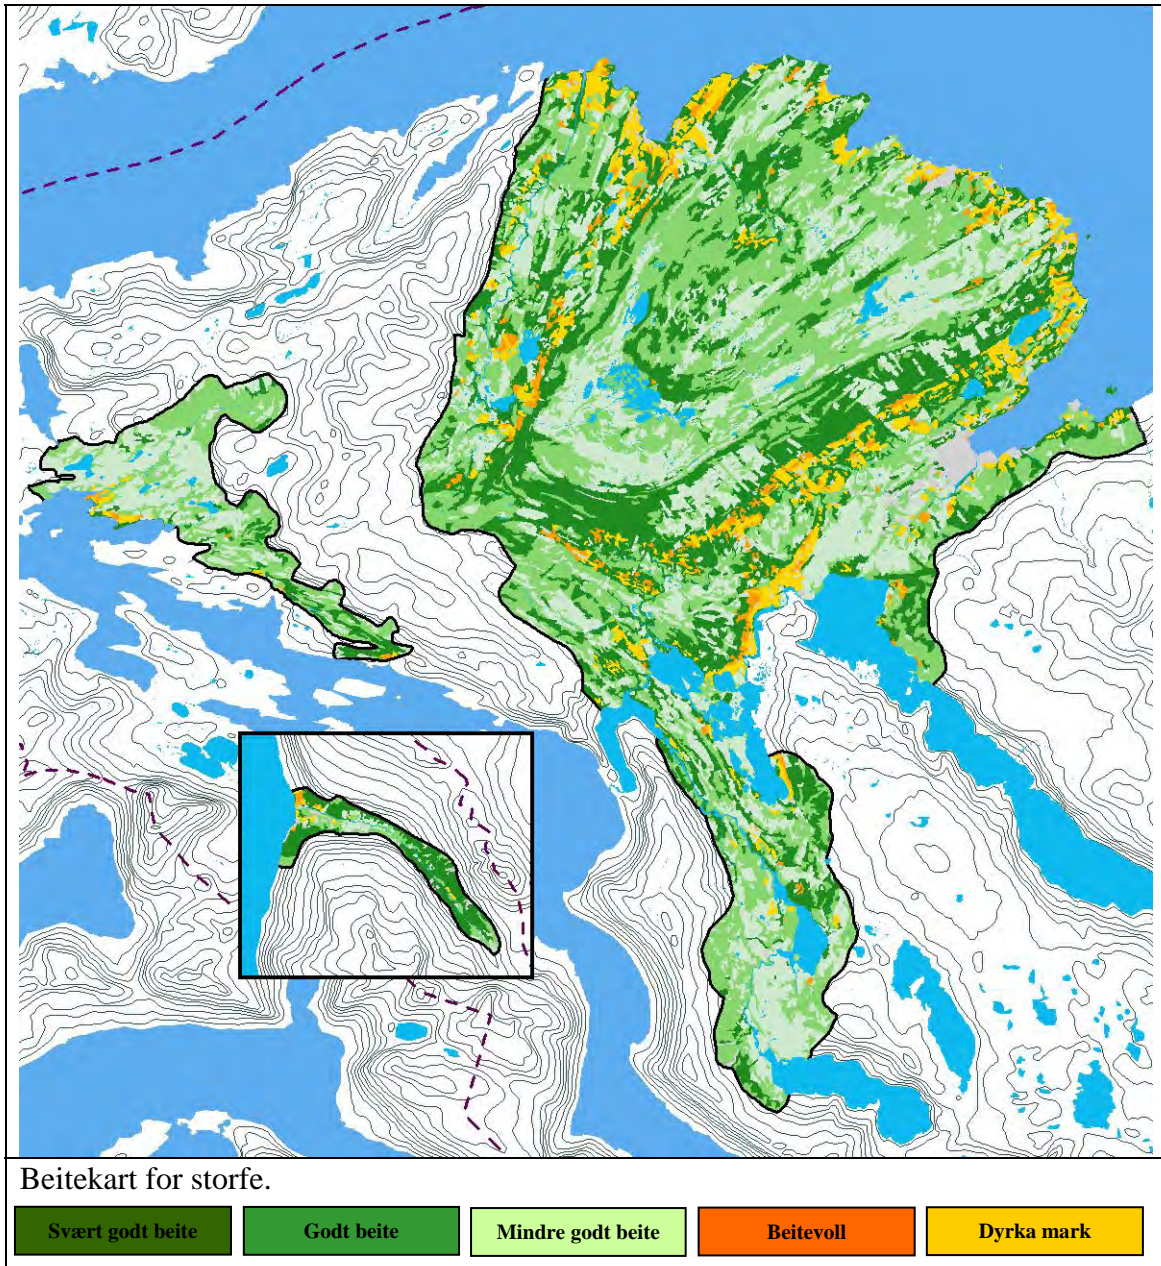 Beitekart for storfe.
Svært godt beite
Godt beite
Mindre godt beite
Beitevoll
Dyrka mark